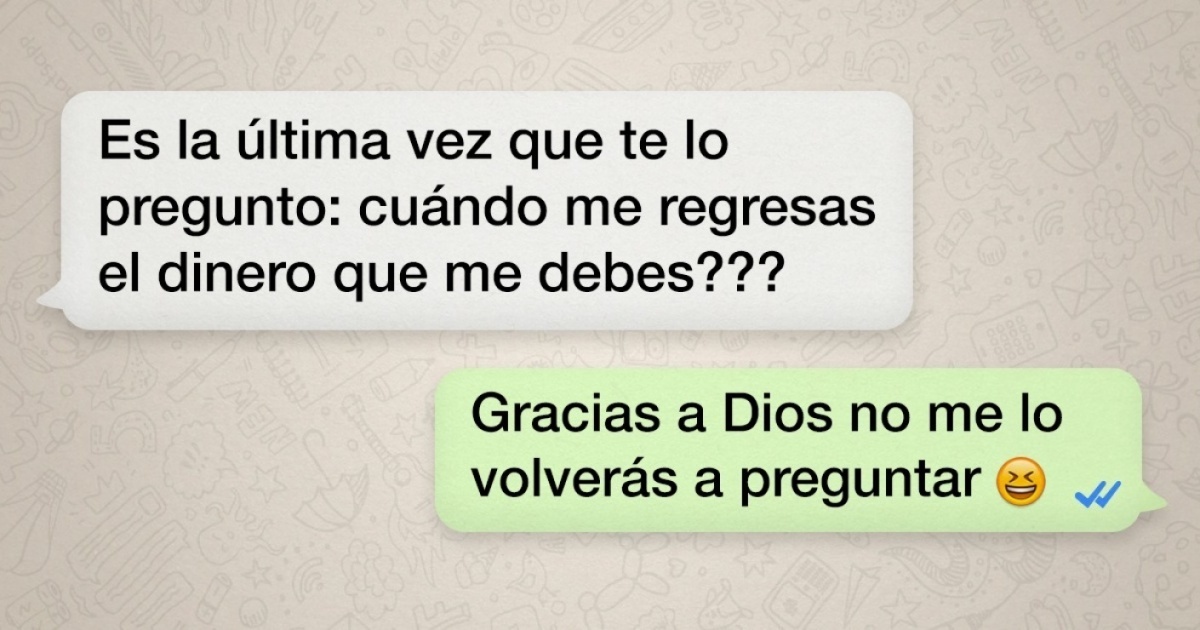 Es la última vez que te lo
pregunto: cuándo me regresas
el dinero que me debes???
Gracias a Dios no me lo
volverás a preguntar 😆